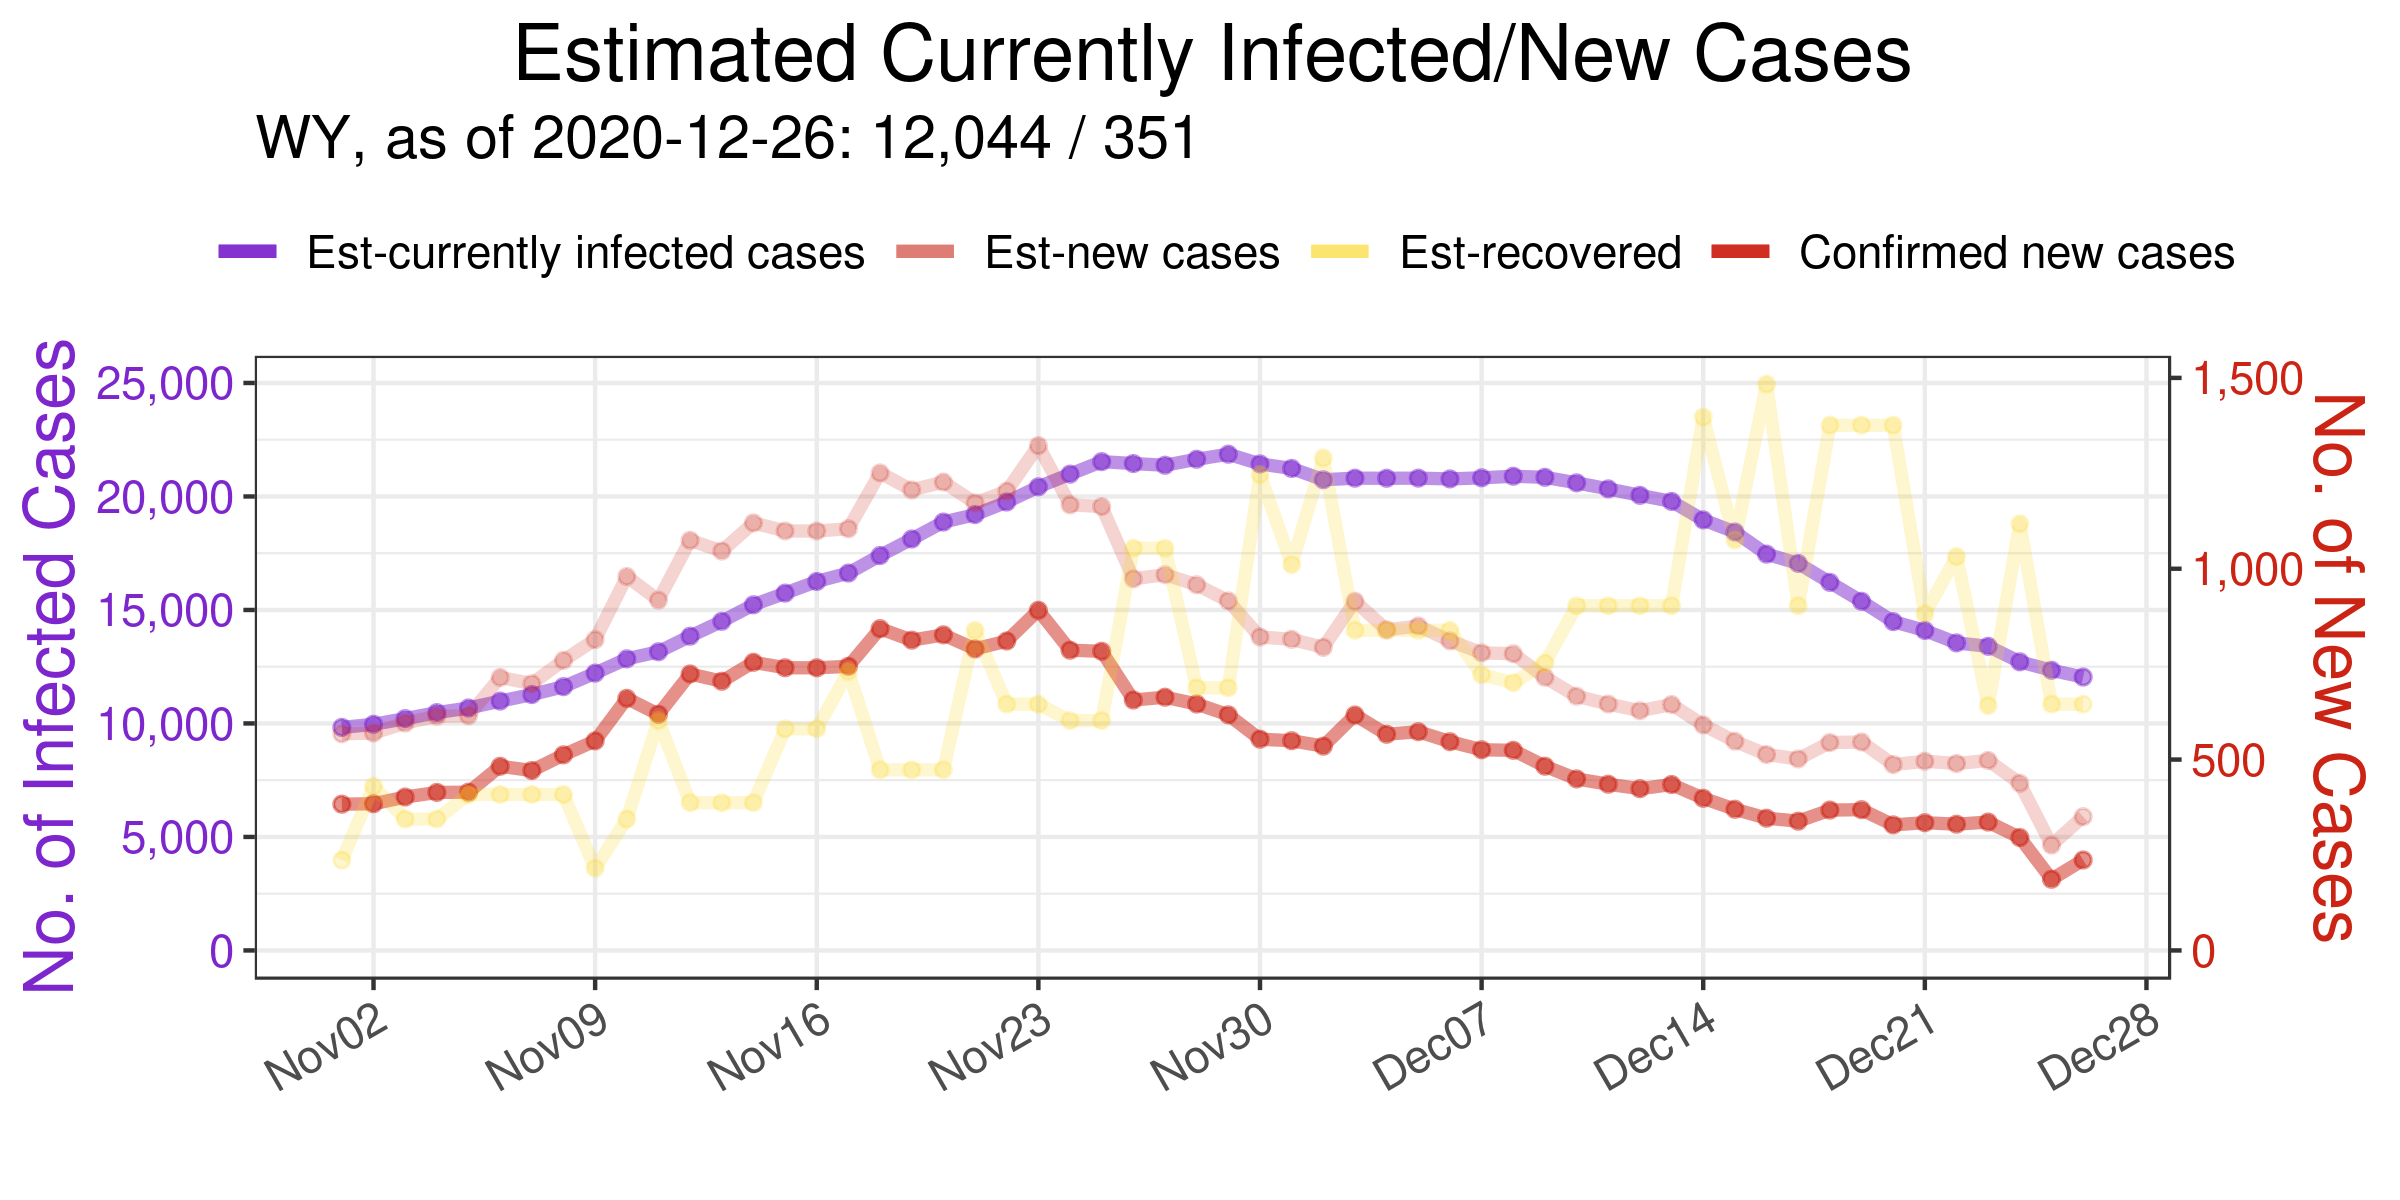 Estimated Currently Infected/New Cases
WY, as of 2020-12-26: 12,044 / 351
Est-currently infected cases Est-new cases Est-recovered Confirmed new cases
No. of Infected Cases
25,000
20,000
15,000
10,000
5,000
0
1,500
1,000
500
0
No. of New Cases
Nov02 Nov09 Nov16 Nov23 Nov30 Dec07 Dec14 Dec21 Dec28